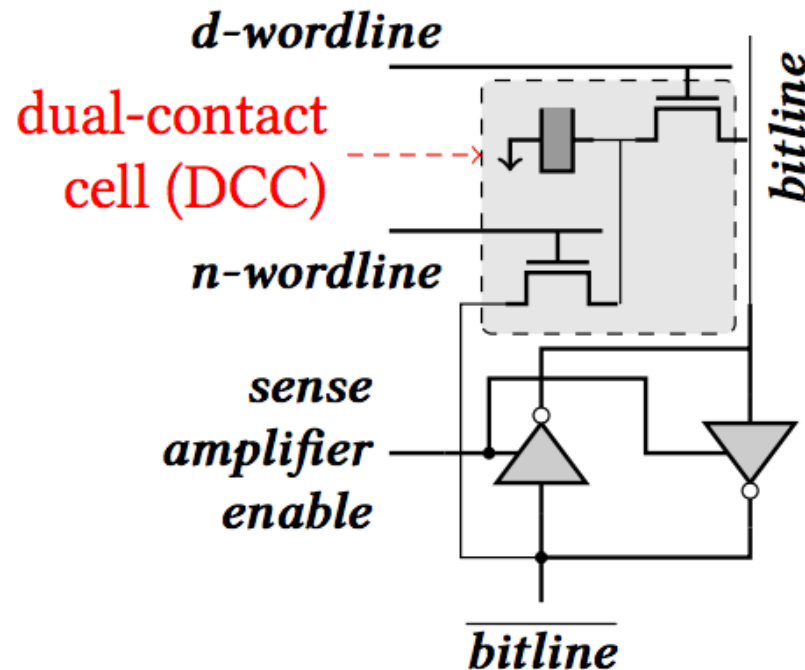 d-wordline
dual-contact
cell (DCC)
bitline
n-wordline
sense
amplifier
enable
bitline